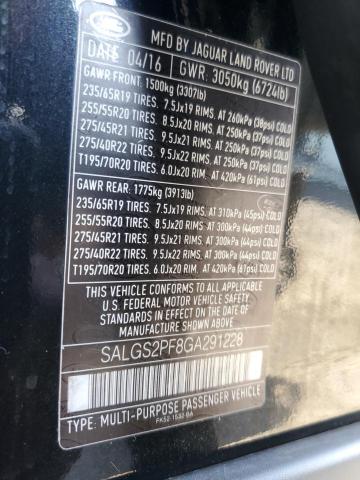 MFD BY JAGUAR LAND ROVER LTD
DATE 04/16 GWR: 3050kg (6724lb)
GAWR FRONT: 1500kg (3307lb)
235/65R19 TIRES. 7.5Jx19 RIMS. AT 260kPa (38psi) COLD
255/55R20 TIRES. 8.5Jx20 RIMS. AT 250kPa (37psi) COLD
275/45R21 TIRES. 9.5Jx21 RIMS. AT 250kPa (37psi) COLD
275/40R22 TIRES. 9.5Jx22 RIMS. AT 250kPa (37psi) COLD
T195/70R20 TIRES. 6.0Jx20 RIM. AT 420kPa (61psi) COLD
GAWR REAR: 1775kg (3913lb)
235/65R19 TIRES. 7.5Jx19 RIMS. AT 310kPa (45psi) COLD
255/55R20 TIRES. 8.5Jx20 RIMS. AT 300kPa (44psi) COLD
275/45R21 TIRES. 9.5Jx21 RIMS. AT 300kPa (44psi) COLD
275/40R22 TIRES. 9.5Jx22 RIMS. AT 300kPa (44psi) COLD
T195/70R20 TIRES. 6.0Jx20 RIM. AT 420kPa (61psi) COLD
THIS VEHICLE CONFORMS TO ALL APPLICABLE
U.S. FEDERAL MOTOR VEHICLE SAFETY, BUMPER
AND THEFT PREVENTION STANDARDS IN EFFECT
ON THE DATE OF MANUFACTURE SHOWN ABOVE
SALGS2PF8GA291228
TYPE: MULTI-PURPOSE PASSENGER VEHICLE